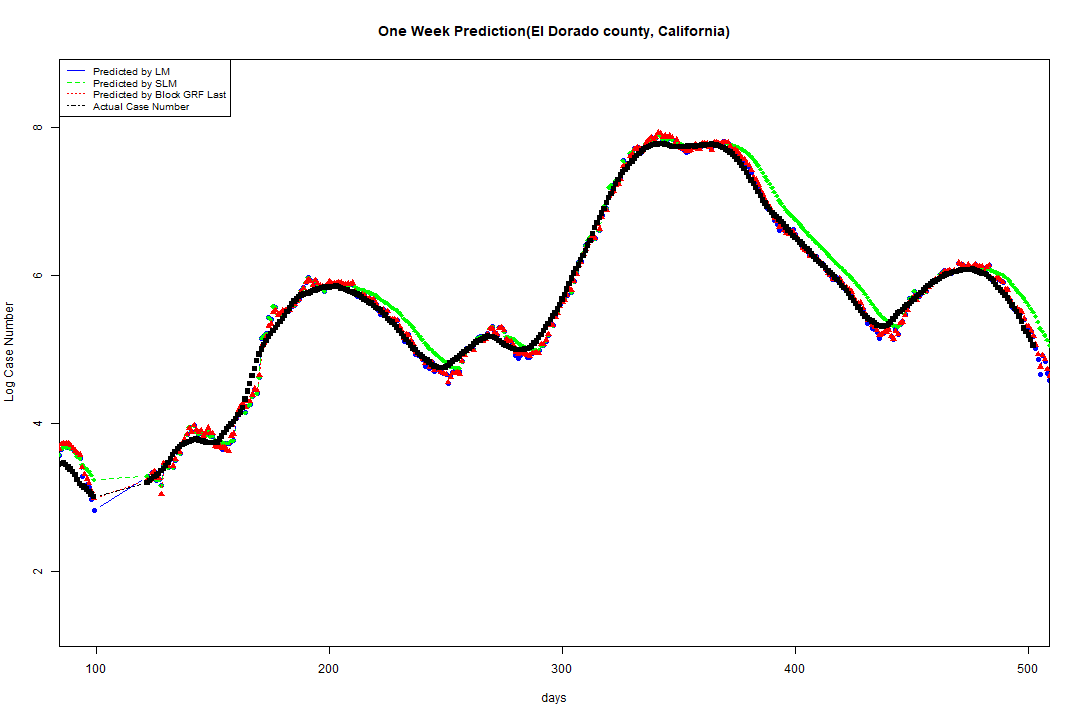 One Week Prediction(El Dorado county, California)
Predicted by LM
Predicted by SLM
Predicted by Block GRF Last
Actual Case Number
8
6
4
2
Log Case Number
100 200 300 400 500
days